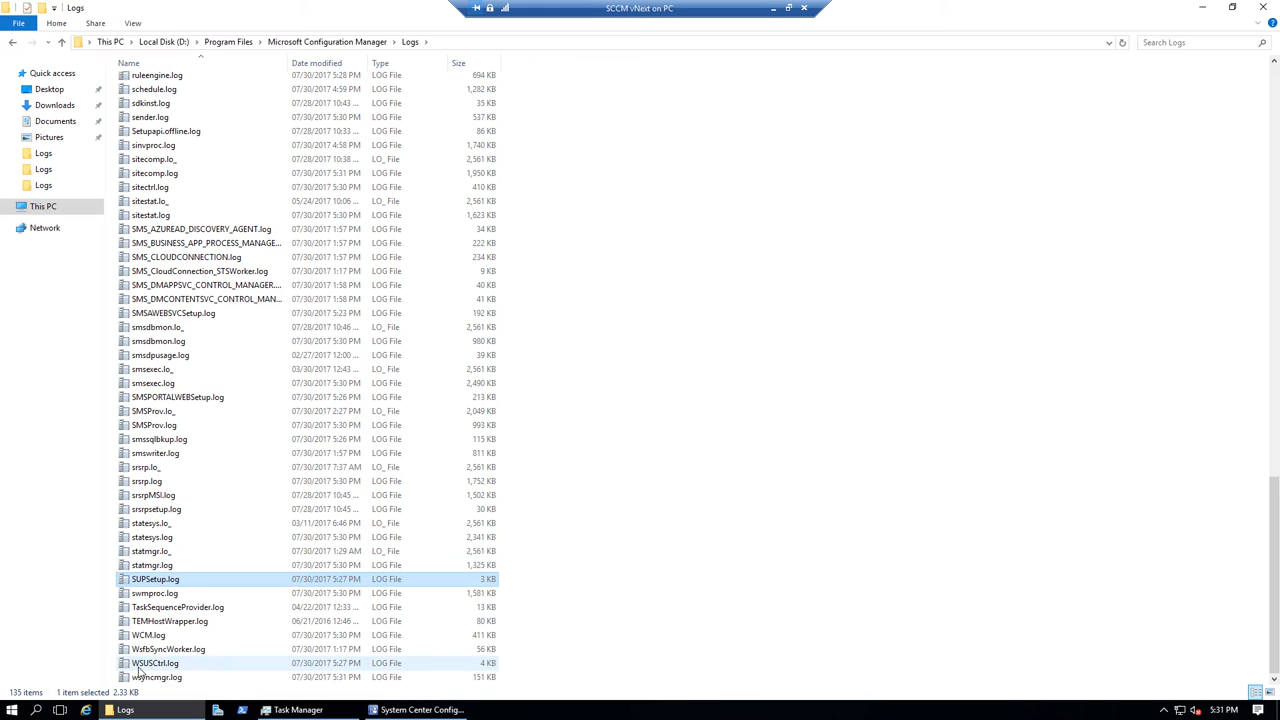 Logs
SCCM vNext on PC
File Home Share View
This PC Local Disk (D:) Program Files Microsoft Configuration Manager Logs Search Logs
Quick access
Desktop
Downloads
Documents
Pictures
Logs
Logs
Logs
This PC
Network
Name Date modified Type Size
ruleengine.log 07/30/2017 5:28 PM LOG File 694 KB
schedule.log 07/30/2017 4:59 PM LOG File 1,282 KB
sdkinst.log 07/28/2017 10:43 ... LOG File 35 KB
sender.log 07/30/2017 5:30 PM LOG File 537 KB
Setupapi.offline.log 07/28/2017 10:33 ... LOG File 86 KB
sinvproc.log 07/30/2017 4:58 PM LOG File 1,740 KB
sitecomp.lo_ 07/28/2017 10:38 ... LO_ File 2,561 KB
sitecomp.log 07/30/2017 5:31 PM LOG File 1,950 KB
sitectrl.log 07/30/2017 5:30 PM LOG File 410 KB
sitestat.lo_ 05/24/2017 10:06 ... LO_ File 2,561 KB
sitestat.log 07/30/2017 5:30 PM LOG File 1,623 KB
SMS_AZUREAD_DISCOVERY_AGENT.log 07/30/2017 1:57 PM LOG File 34 KB
SMS_BUSINESS_APP_PROCESS_MANAGE... 07/30/2017 1:57 PM LOG File 222 KB
SMS_CLOUDCONNECTION.log 07/30/2017 1:57 PM LOG File 234 KB
SMS_CloudConnection_STSWorker.log 07/30/2017 1:17 PM LOG File 9 KB
SMS_DMAPPSVC_CONTROL_MANAGER.... 07/30/2017 1:58 PM LOG File 40 KB
SMS_DMCONTENTSVC_CONTROL_MAN... 07/30/2017 1:58 PM LOG File 41 KB
SMSAWEBSVCSetup.log 07/30/2017 5:23 PM LOG File 192 KB
smsdbmon.lo_ 07/28/2017 10:46 ... LO_ File 2,561 KB
smsdbmon.log 07/30/2017 5:30 PM LOG File 980 KB
smsdpusage.log 02/27/2017 12:00 ... LOG File 39 KB
smsexec.lo_ 03/30/2017 12:43 ... LO_ File 2,561 KB
smsexec.log 07/30/2017 5:30 PM LOG File 2,490 KB
SMSPORTALWEBSetup.log 07/30/2017 5:26 PM LOG File 213 KB
SMSProv.lo_ 07/30/2017 2:27 PM LO_ File 2,049 KB
SMSProv.log 07/30/2017 5:30 PM LOG File 993 KB
smssqlbkup.log 07/30/2017 5:26 PM LOG File 115 KB
smswriter.log 07/30/2017 5:30 PM LOG File 811 KB
srsrp.lo_ 07/30/2017 7:37 AM LO_ File 2,561 KB
srsrp.log 07/30/2017 5:30 PM LOG File 1,752 KB
srsrpMSI.log 07/28/2017 10:45 ... LOG File 1,502 KB
srsrpsetup.log 07/28/2017 10:45 ... LOG File 30 KB
statesys.lo_ 03/11/2017 6:46 PM LO_ File 2,561 KB
statesys.log 07/30/2017 5:30 PM LOG File 2,341 KB
statmgr.lo_ 07/30/2017 1:29 AM LO_ File 2,561 KB
statmgr.log 07/30/2017 5:30 PM LOG File 1,325 KB
SUPSetup.log 07/30/2017 5:27 PM LOG File 3 KB
swmproc.log 07/30/2017 5:30 PM LOG File 1,581 KB
TaskSequenceProvider.log 04/22/2017 12:33 ... LOG File 13 KB
TEMHostWrapper.log 06/21/2016 12:46 ... LOG File 80 KB
WCM.log 07/30/2017 5:30 PM LOG File 411 KB
WsfbSyncWorker.log 07/30/2017 1:17 PM LOG File 56 KB
WSUSCtrl.log 07/30/2017 5:27 PM LOG File 4 KB
wsyncmgr.log 07/30/2017 5:31 PM LOG File 151 KB
135 items 1 item selected 2.33 KB
Logs Task Manager System Center Config... 5:31 PM